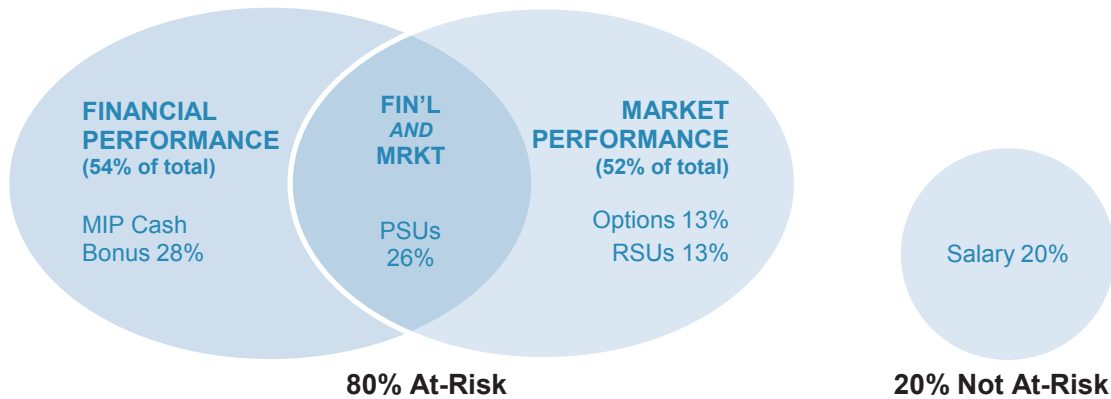 FINANCIAL
PERFORMANCE
(54% of total)
MIP Cash
Bonus 28%
FIN'L
AND
MRKT
PSUs
26%
MARKET
PERFORMANCE
(52% of total)
Options 13%
RSUs 13%
Salary 20%
80% At-Risk
20% Not At-Risk